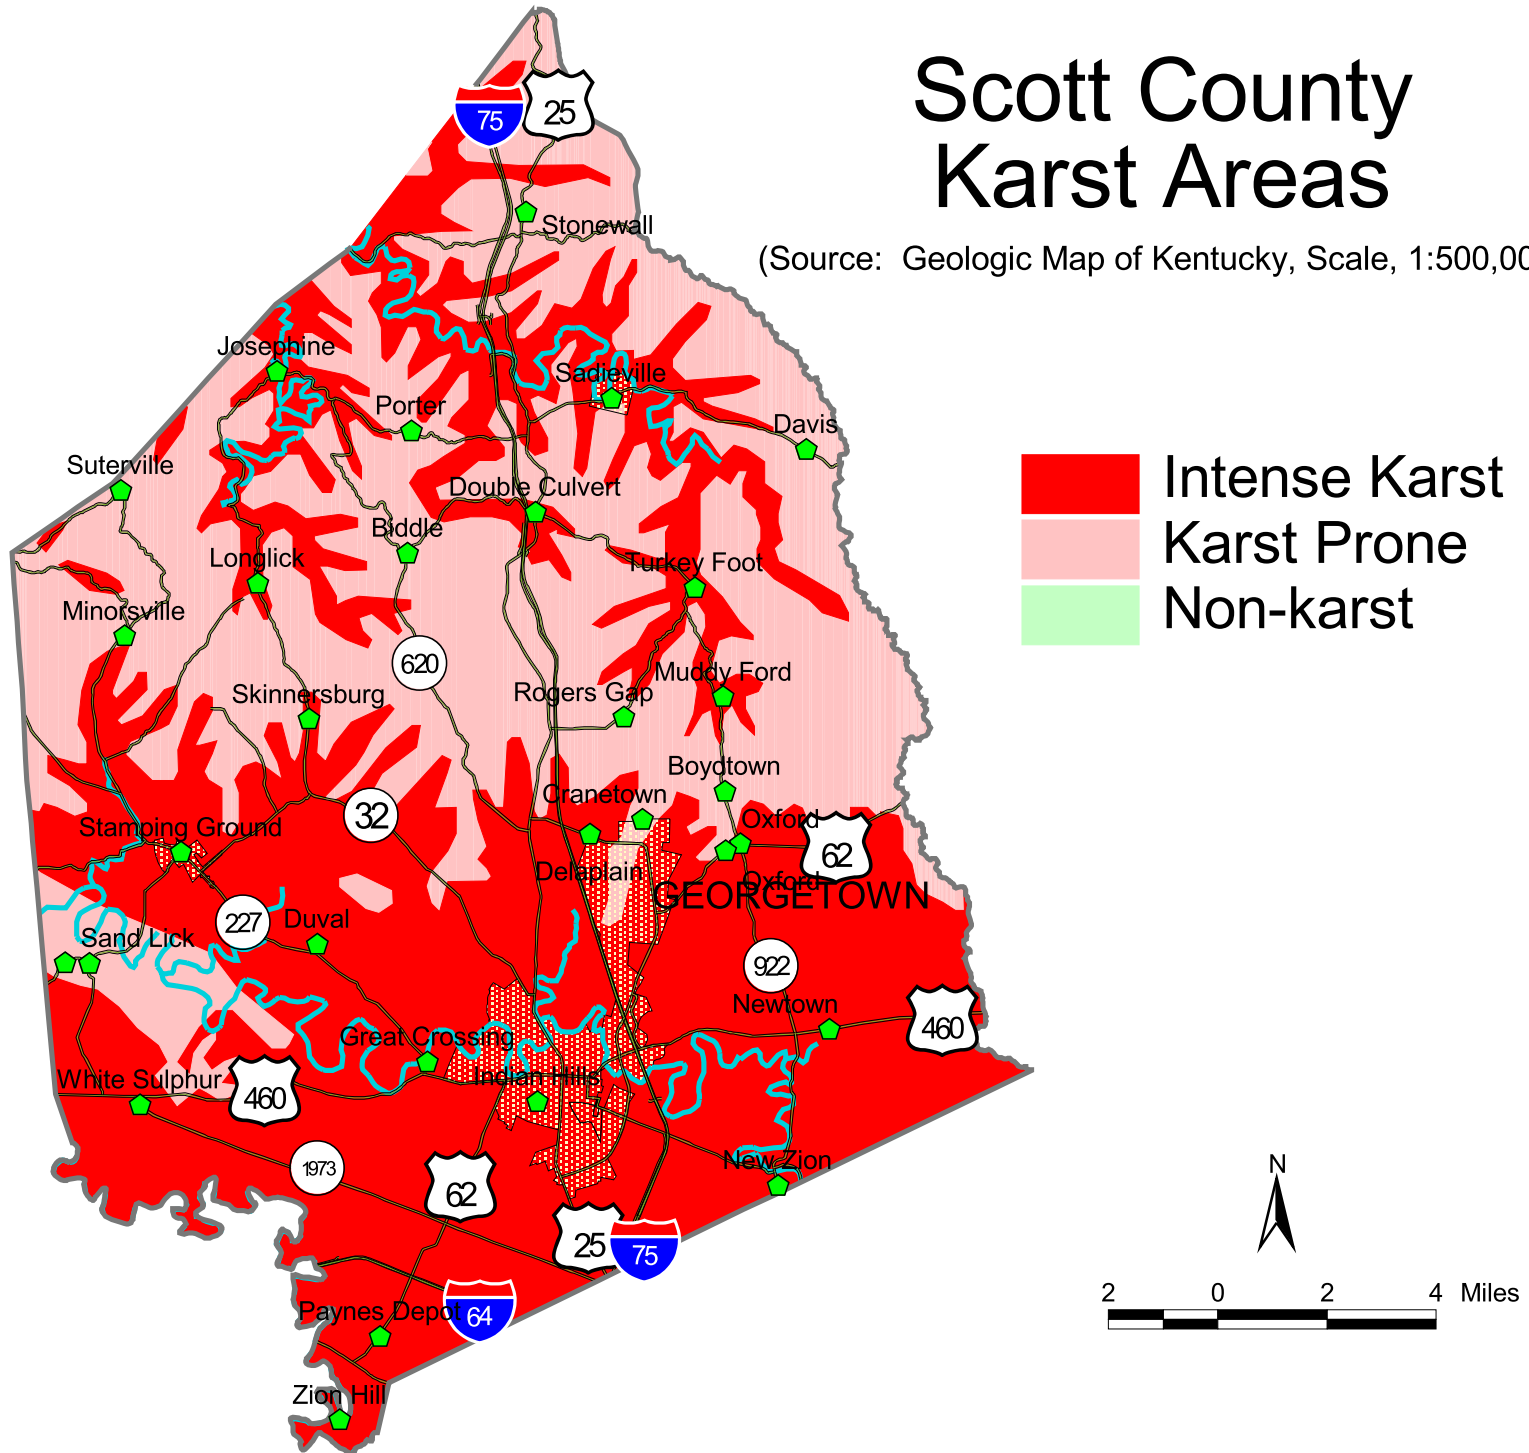 Scott County
Karst Areas
(Source: Geologic Map of Kentucky, Scale, 1:500,00
75
25
Stonewall
Josephine
Sadieville
Porter
Davis
Suterville
Double Culvert
Intense Karst
Biddle
Karst Prone
Longlick
Turkey Foot
Non-karst
Minorsville
620
Muddy Ford
Skinnersburg
Rogers Gap
Boydtown
Cranetown
32
Stamping Ground
Oxford
62
Delaplain
Oxford
GEORGETOWN
227
Duval
Sand Lick
922
Newtown
460
Great Crossing
White Sulphur
Indian Hills
460
1973
New Zion
N
62
25
75
2 0 2 4 Miles
Paynes Depot
64
Zion Hill